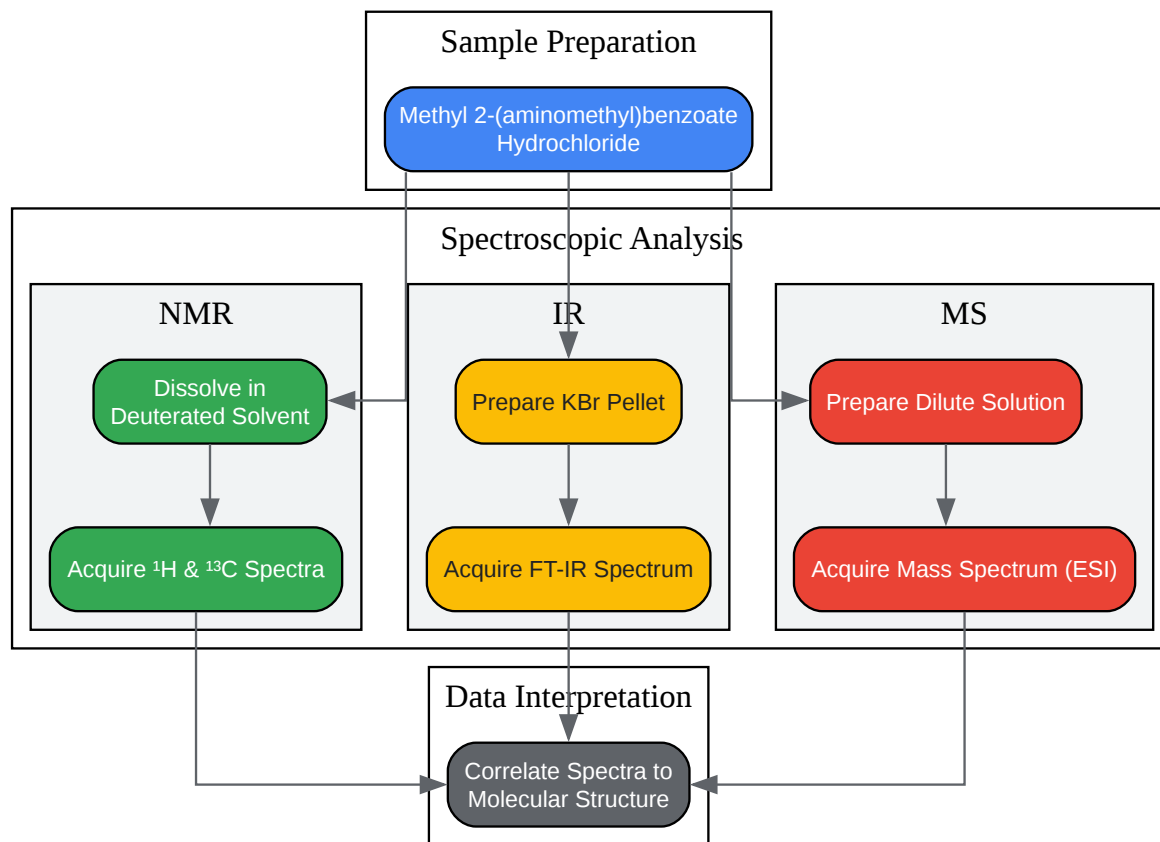 Sample Preparation
Methyl 2-(aminomethyl)benzoate
Hydrochloride
Spectroscopic Analysis
NMR
IR
MS
Dissolve in
Deuterated Solvent
Prepare KBr Pellet
Prepare Dilute Solution
Acquire ¹H & ¹³C Spectra
Acquire FT-IR Spectrum
Acquire Mass Spectrum (ESI)
Data Interpretation
Correlate Spectra to
Molecular Structure